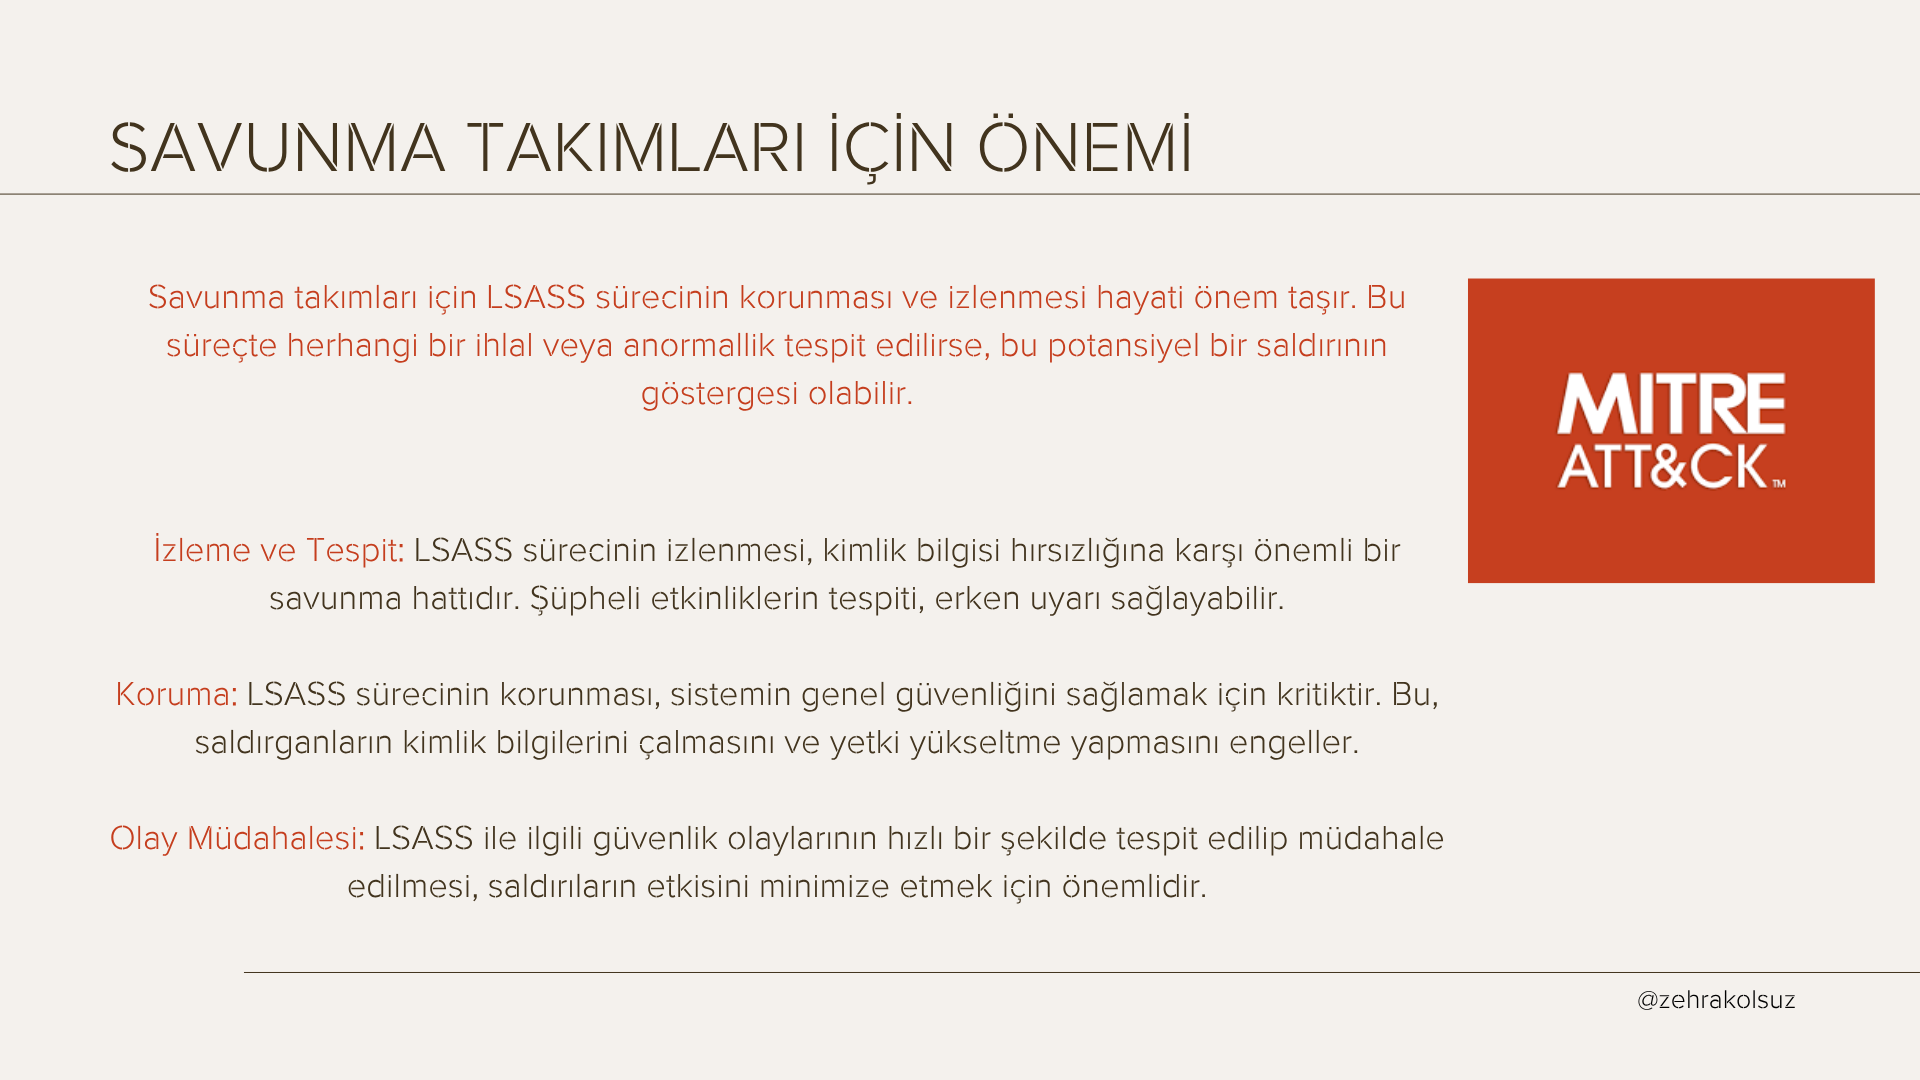 SAVUNMA TAKIMLARI İÇİN ÖNEMİ
Savunma takımları için LSASS sürecinin korunması ve izlenmesi hayati önem taşır. Bu
süreçte herhangi bir ihlal veya anormallik tespit edilirse, bu potansiyel bir saldırının
göstergesi olabilir.
MITRE
ATT&CK™
İzleme ve Tespit: LSASS sürecinin izlenmesi, kimlik bilgisi hırsızlığına karşı önemli bir
savunma hattıdır. Şüpheli etkinliklerin tespiti, erken uyarı sağlayabilir.
Koruma: LSASS sürecinin korunması, sistemin genel güvenliğini sağlamak için kritiktir. Bu,
saldırganların kimlik bilgilerini çalmasını ve yetki yükseltme yapmasını engeller.
Olay Müdahalesi: LSASS ile ilgili güvenlik olaylarının hızlı bir şekilde tespit edilip müdahale
edilmesi, saldırıların etkisini minimize etmek için önemlidir.
@zehrakolsuz